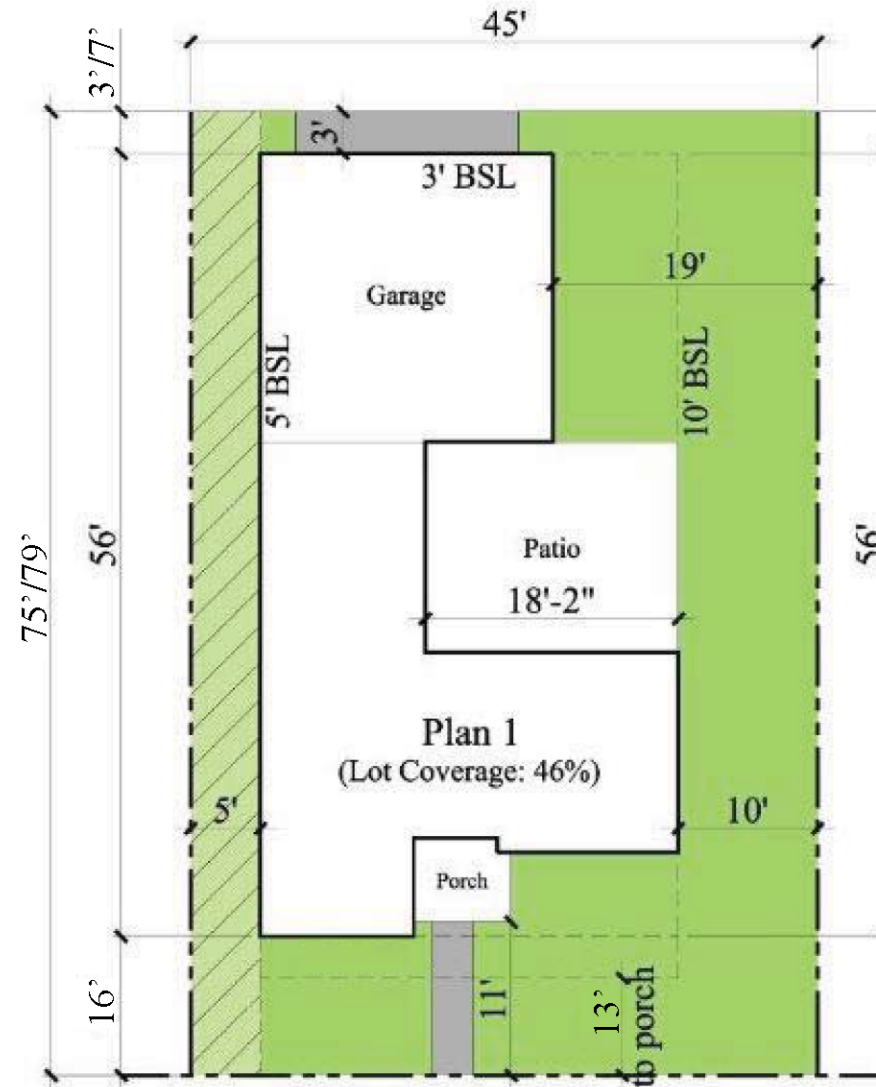 45'
3’/7’
3'
3' BSL
19'
Garage
5' BSL
10' BSL
75’/79’
56'
56'
Patio
18'-2"
Plan 1
(Lot Coverage: 46%)
5'
10'
Porch
16’
11'
13’
to porch